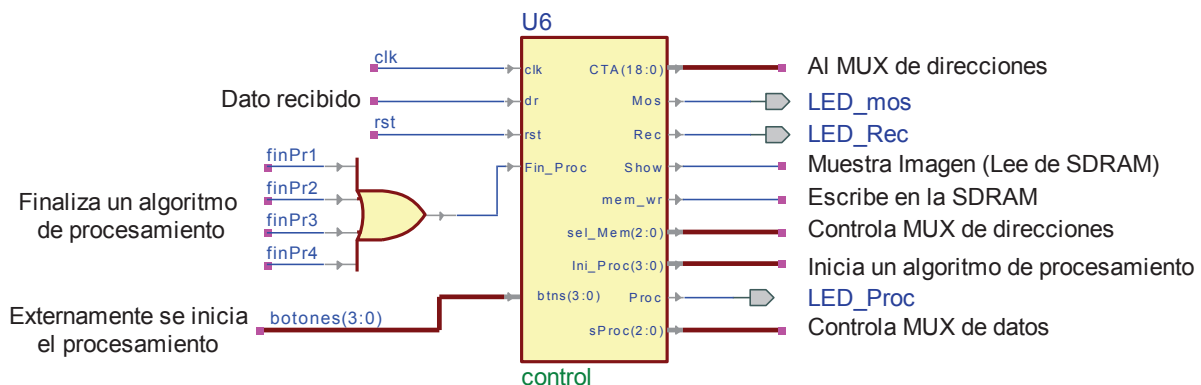 U6
clk
Dato recibido
rst
finPr1
finPr2
finPr3
finPr4
Finaliza un algoritmo
de procesamiento
Externamente se inicia
el procesamiento
botones(3:0)
clk
dr
rst
Fin_Proc
btns(3:0)
CTA(18:0)
Mos
Rec
Show
mem_wr
sel_Mem(2:0)
Ini_Proc(3:0)
Proc
sProc(2:0)
control
Al MUX de direcciones
LED_mos
LED_Rec
Muestra Imagen (Lee de SDRAM)
Escribe en la SDRAM
Controla MUX de direcciones
Inicia un algoritmo de procesamiento
LED_Proc
Controla MUX de datos